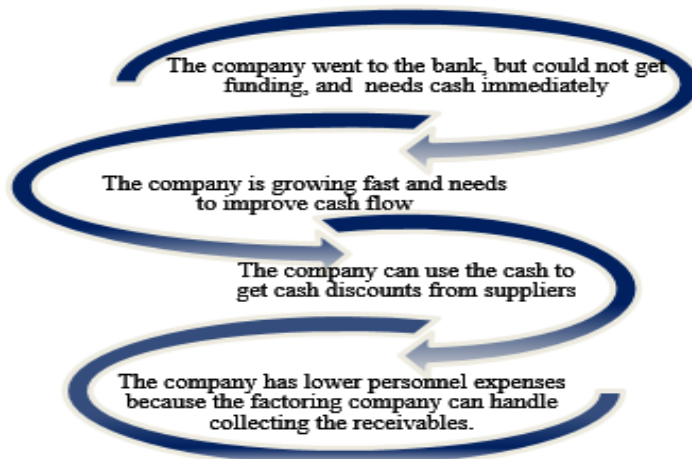 The company went to the bank, but could not get
funding, and needs cash immediately
The company is growing fast and needs
to improve cash flow
The company can use the cash to
get cash discounts from suppliers
The company has lower personnel expenses
because the factoring company can handle
collecting the receivables.